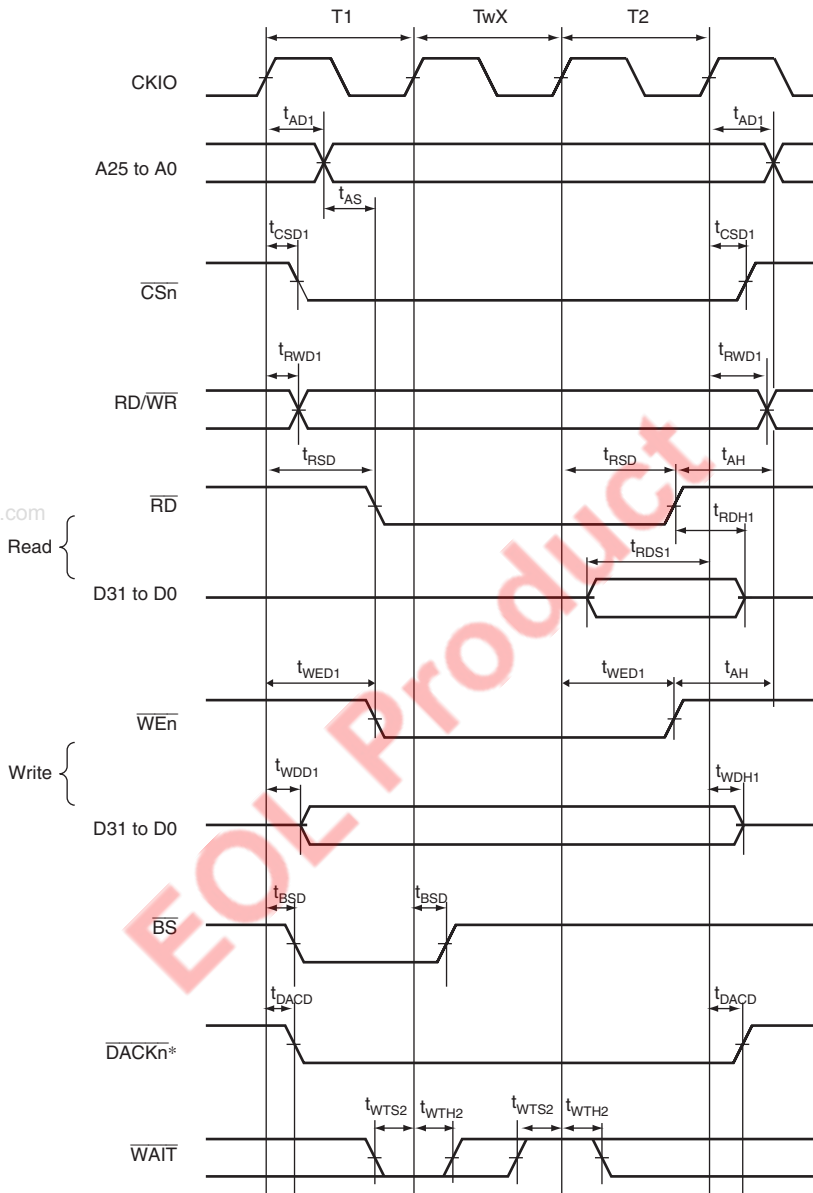 T1 TwX T2
CKIO
tAD1 tAD1
A25 to A0
tAS
tCSD1 tCSD1
CSn
tRWD1 tRWD1
RD/WR
tRSD tRSD tAH
RD
.com
tRDH1
Read
tRDS1
D31 to D0
tWED1 tWED1 tAH
WEn
Write
tWDD1 tWDH1
D31 to D0
tBSD tBSD
BS
tDACD tDACD
DACKn*
tWTS2 tWTH2 tWTS2 tWTH2
WAIT
EOL Product